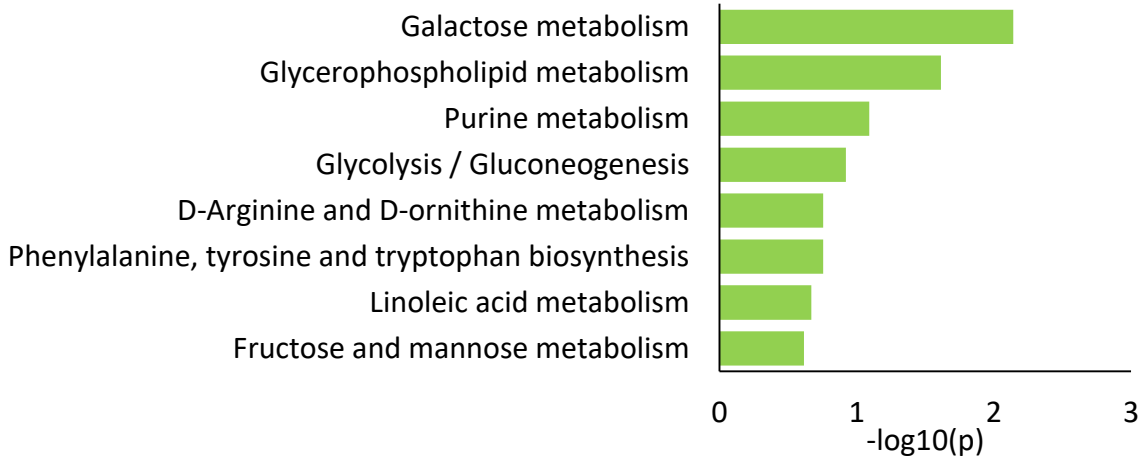 Galactose metabolism
Glycerophospholipid metabolism
Purine metabolism
Glycolysis / Gluconeogenesis
D-Arginine and D-ornithine metabolism
Phenylalanine, tyrosine and tryptophan biosynthesis
Linoleic acid metabolism
Fructose and mannose metabolism
0 1 2 3
-log10(p)